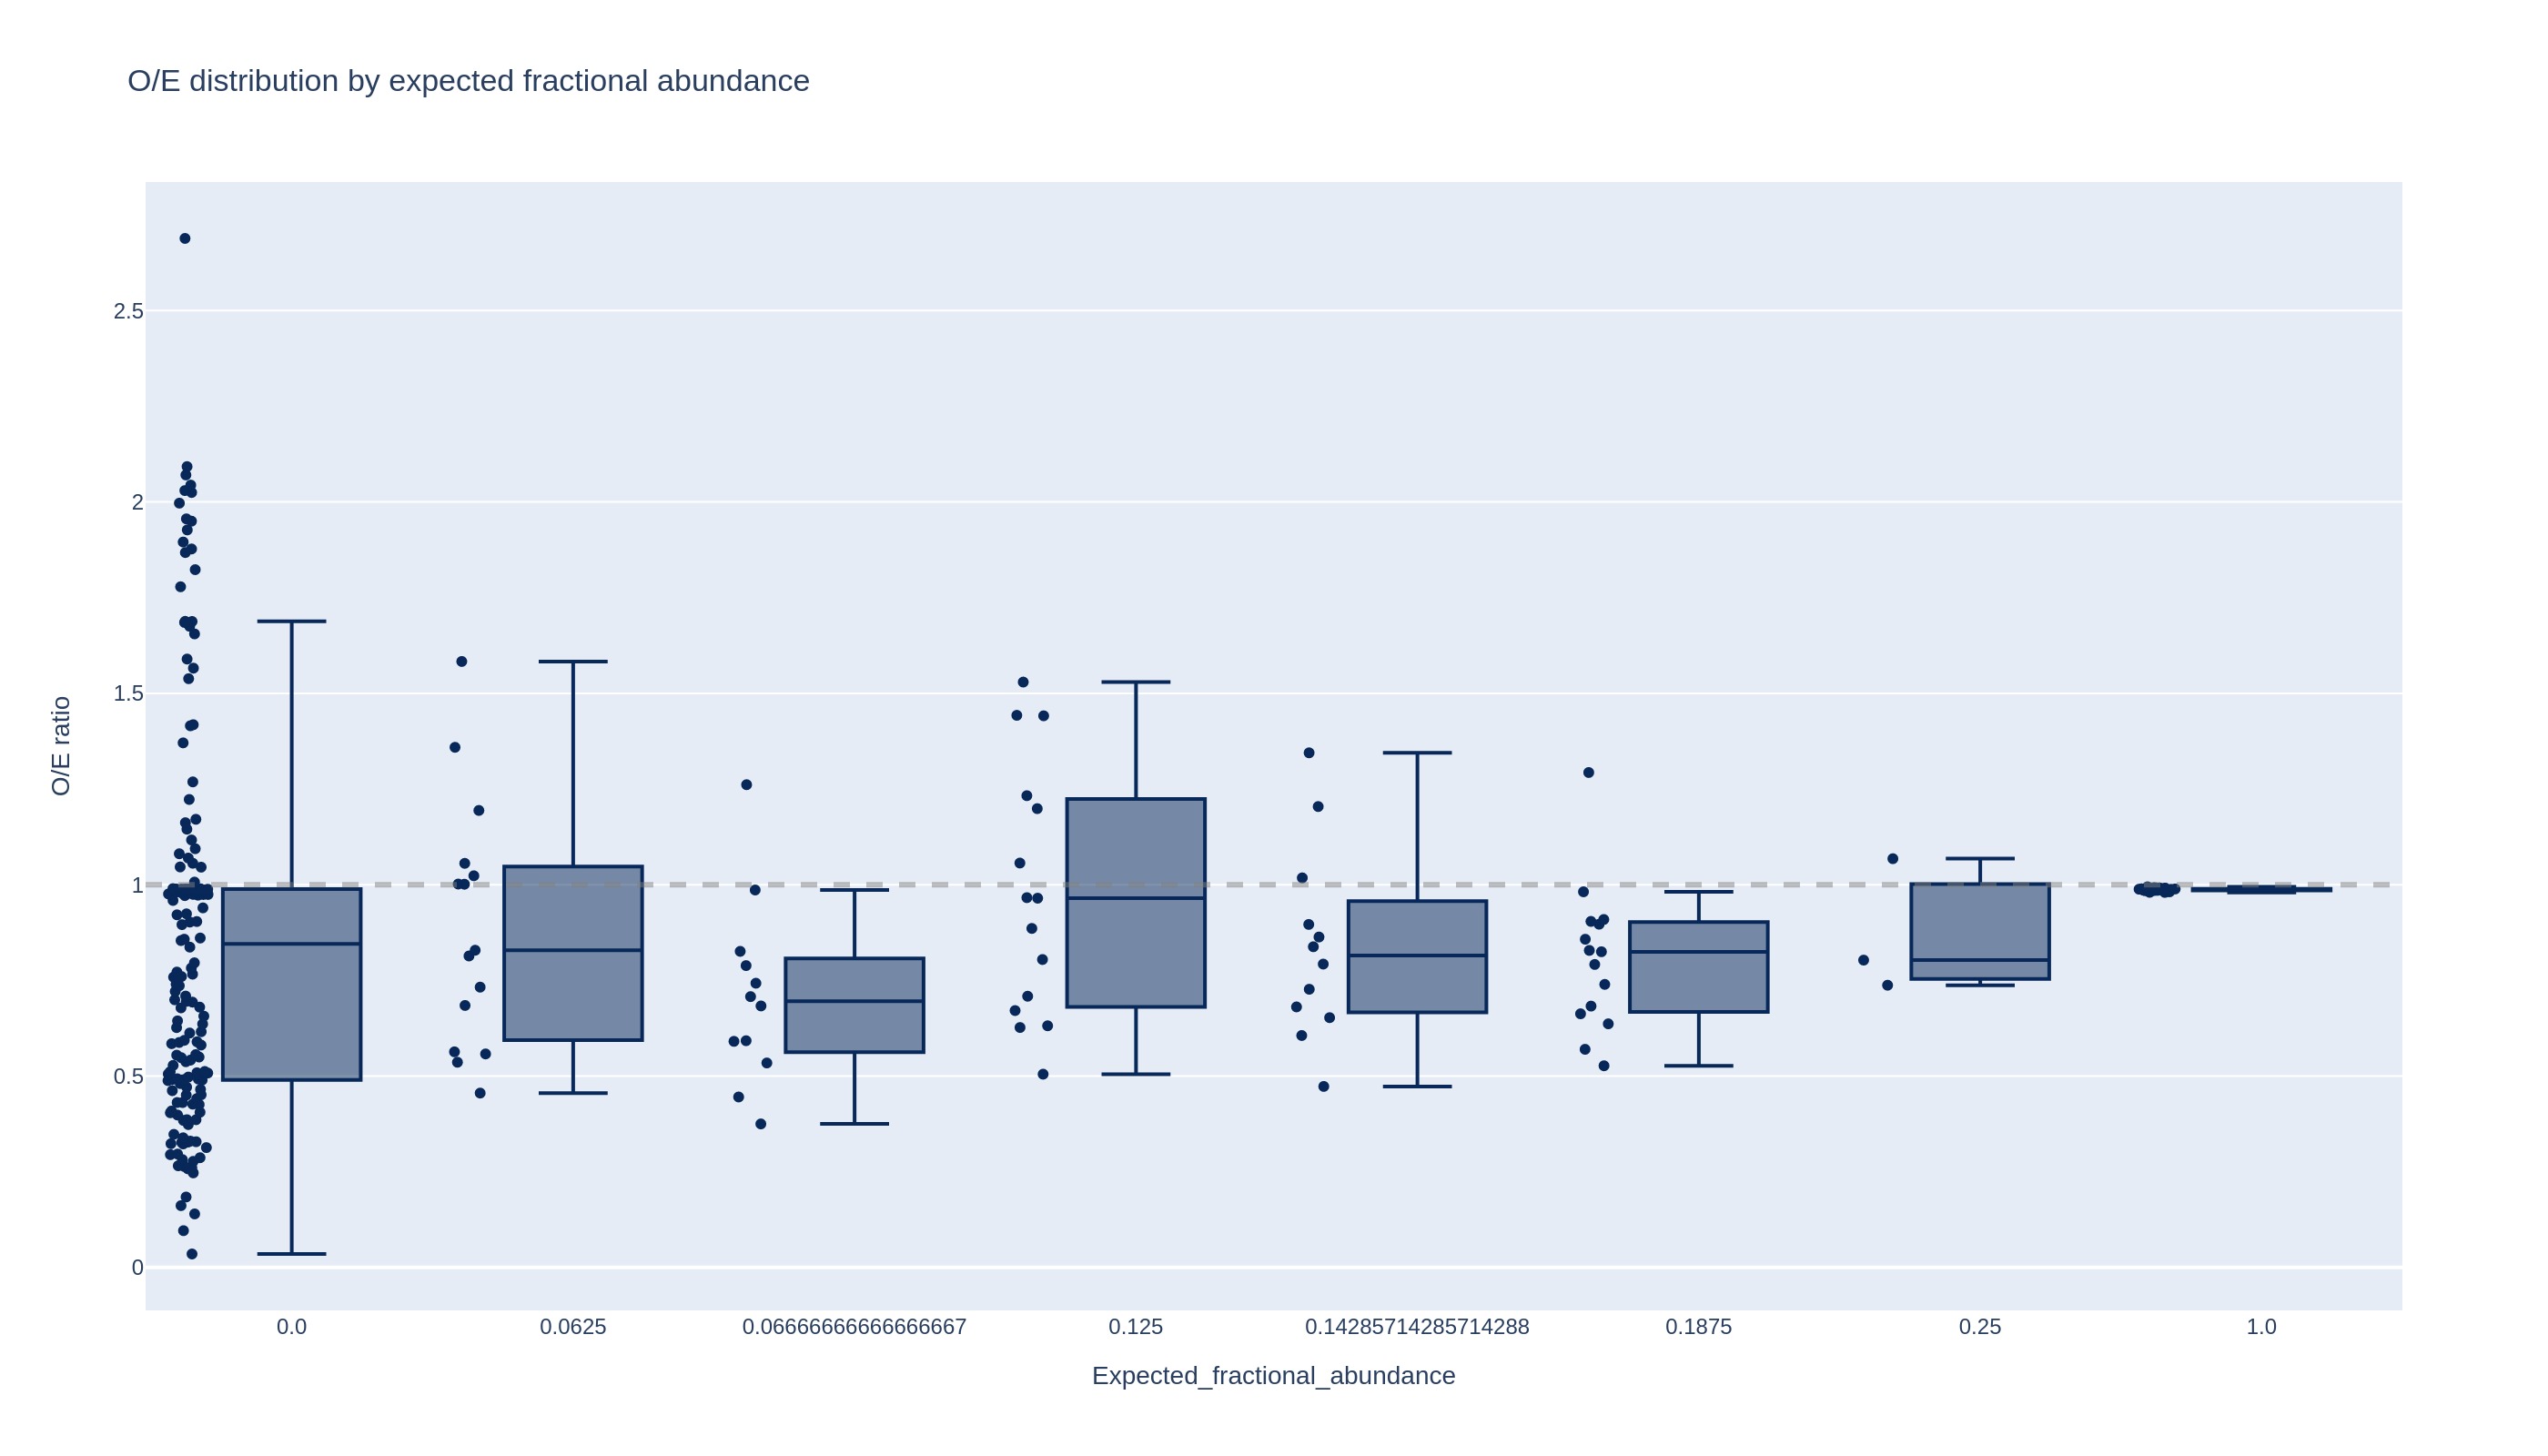 O/E distribution by expected fractional abundance
O/E ratio
2.5
2
1.5
1
0.5
0
0.0 0.0625 0.06666666666666667 0.125 0.14285714285714288 0.1875 0.25 1.0
Expected_fractional_abundance